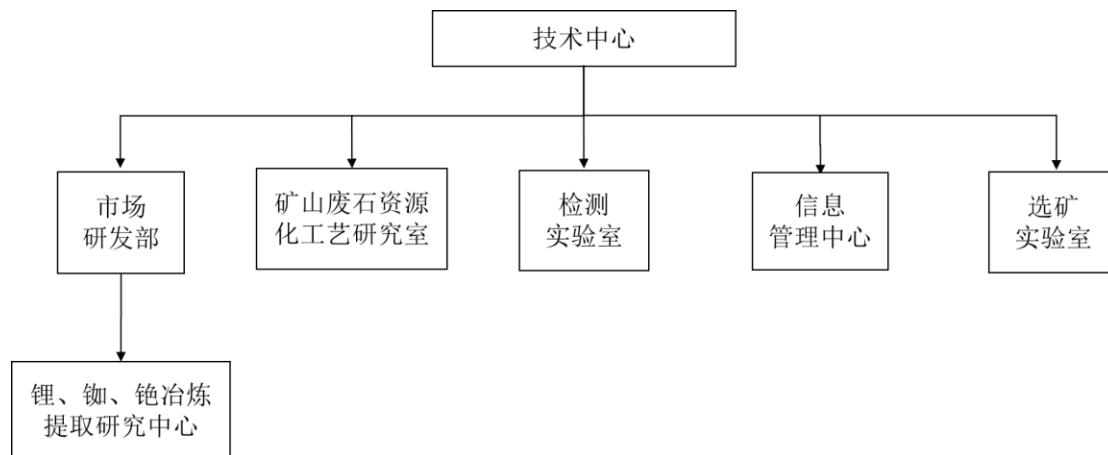 技术中心
市场
研发部
矿山废石资源
化工艺研究室
检测
实验室
信息
管理中心
选矿
实验室
锂、铷、铯冶炼
提取研究中心